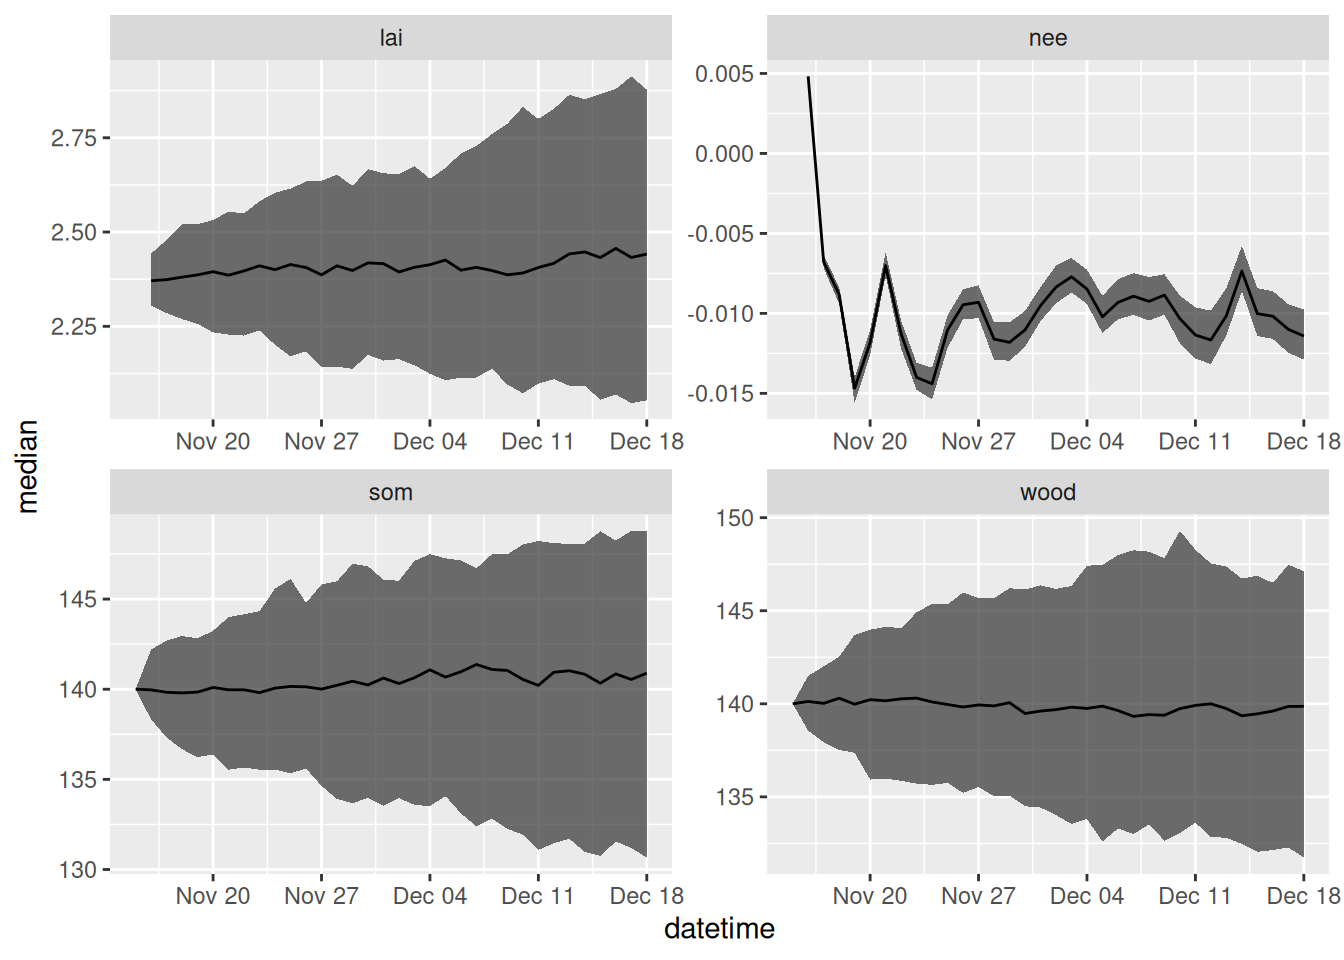 lai
nee
2.75
2.50
2.25
0.005
0.000
-0.005
-0.010
-0.015
Nov 20 Nov 27 Dec 04 Dec 11 Dec 18
Nov 20 Nov 27 Dec 04 Dec 11 Dec 18
median
som
wood
145
140
135
130
150
145
140
135
Nov 20 Nov 27 Dec 04 Dec 11 Dec 18
Nov 20 Nov 27 Dec 04 Dec 11 Dec 18
datetime